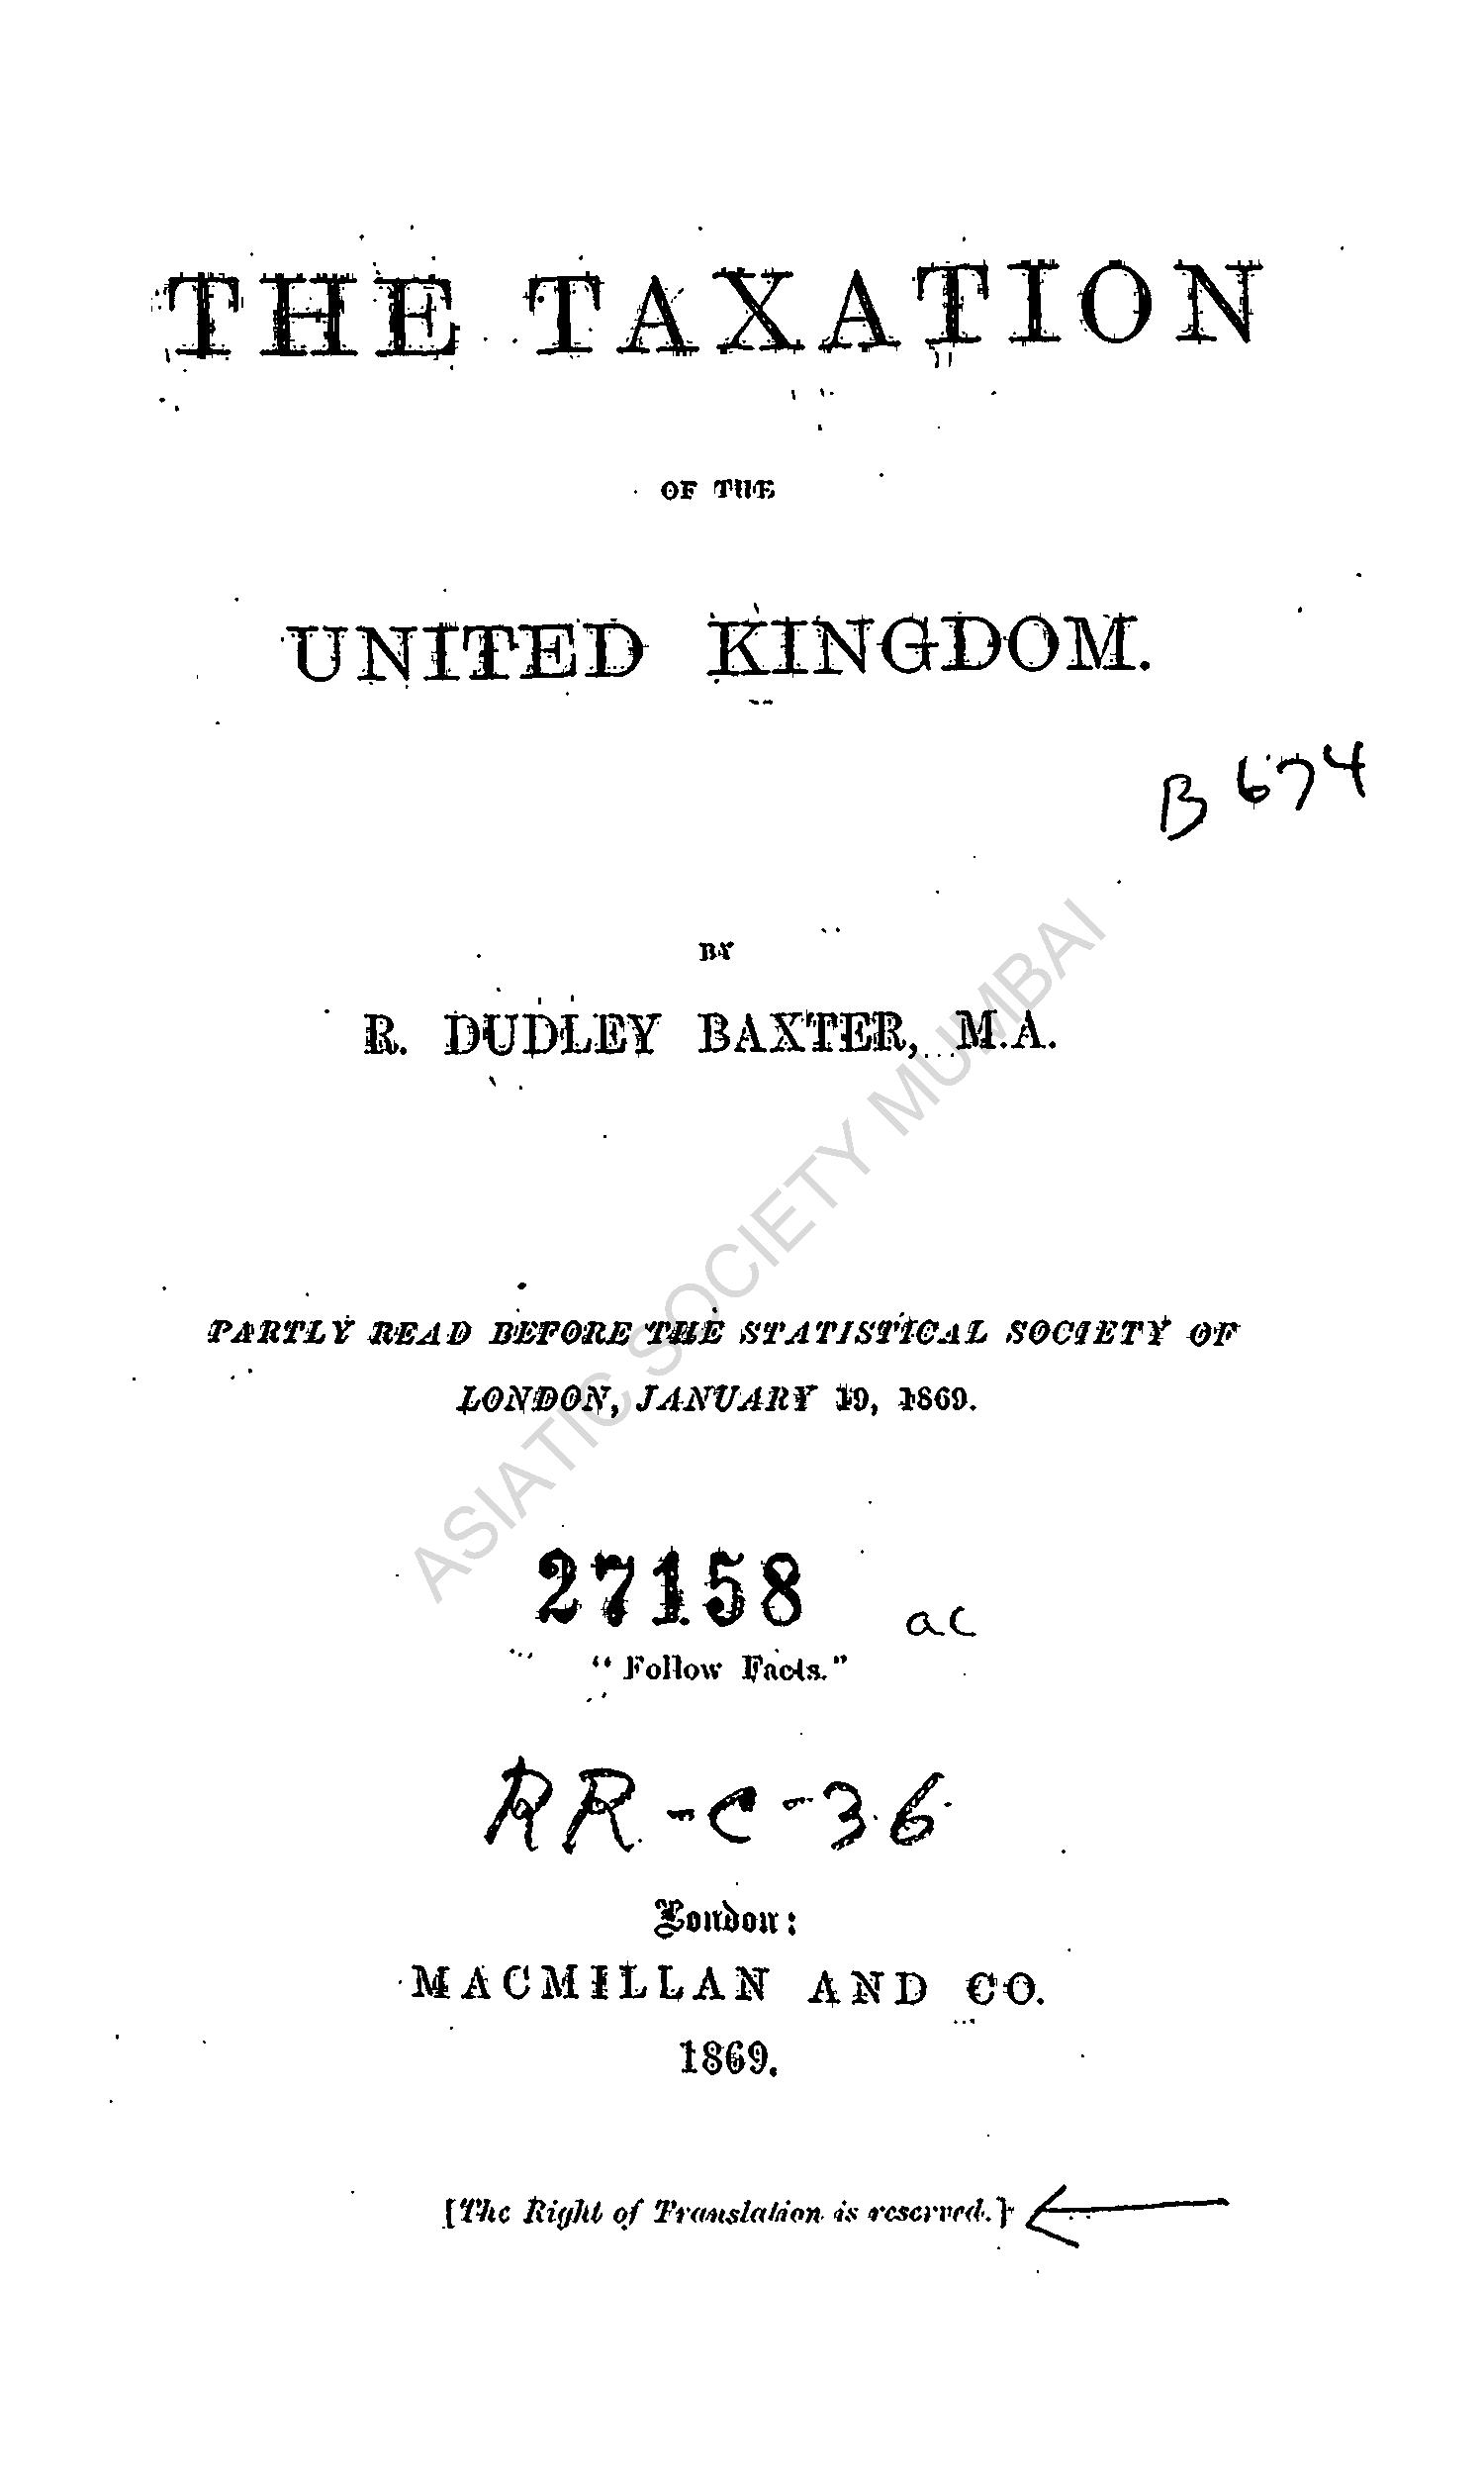 THE TAXATION
OF THE
UNITED KINGDOM.
B 674
BY
R. DUDLEY BAXTER, M.A.
PARTLY READ BEFORE THE STATISTICAL SOCIETY OF
LONDON, JANUARY 19, 1869.
27158
ac
"Follow Facts."
RR-C-36
London:
MACMILLAN AND CO.
1869.
[The Right of Translation is reserved.]
ASIATIC SOCIETY MUMBAI